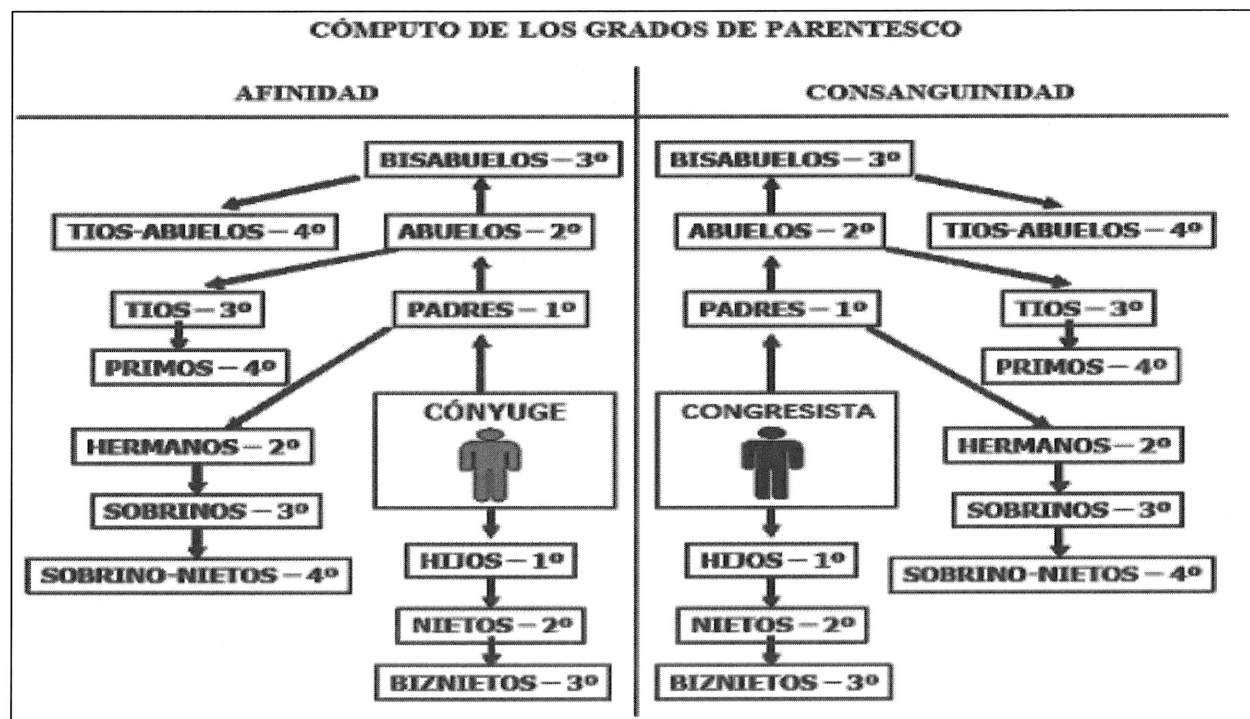 CÓMPUTO DE LOS GRADOS DE PARENTESCO
AFINIDAD
BISABUELOS – 3º
TIOS-ABUELOS – 4º
ABUELOS – 2º
TIOS – 3º
PADRES – 1º
PRIMOS – 4º
CÓNYUGE
HERMANOS – 2º
SOBRINOS – 3º
SOBRINO-NIETOS – 4º
HIJOS – 1º
NIETOS – 2º
BIZNIETOS – 3º
CONSANGUINIDAD
BISABUELOS – 3º
ABUELOS – 2º
TIOS-ABUELOS – 4º
PADRES – 1º
TIOS – 3º
PRIMOS – 4º
CONGRESISTA
HERMANOS – 2º
SOBRINOS – 3º
SOBRINO-NIETOS – 4º
HIJOS – 1º
NIETOS – 2º
BIZNIETOS – 3º